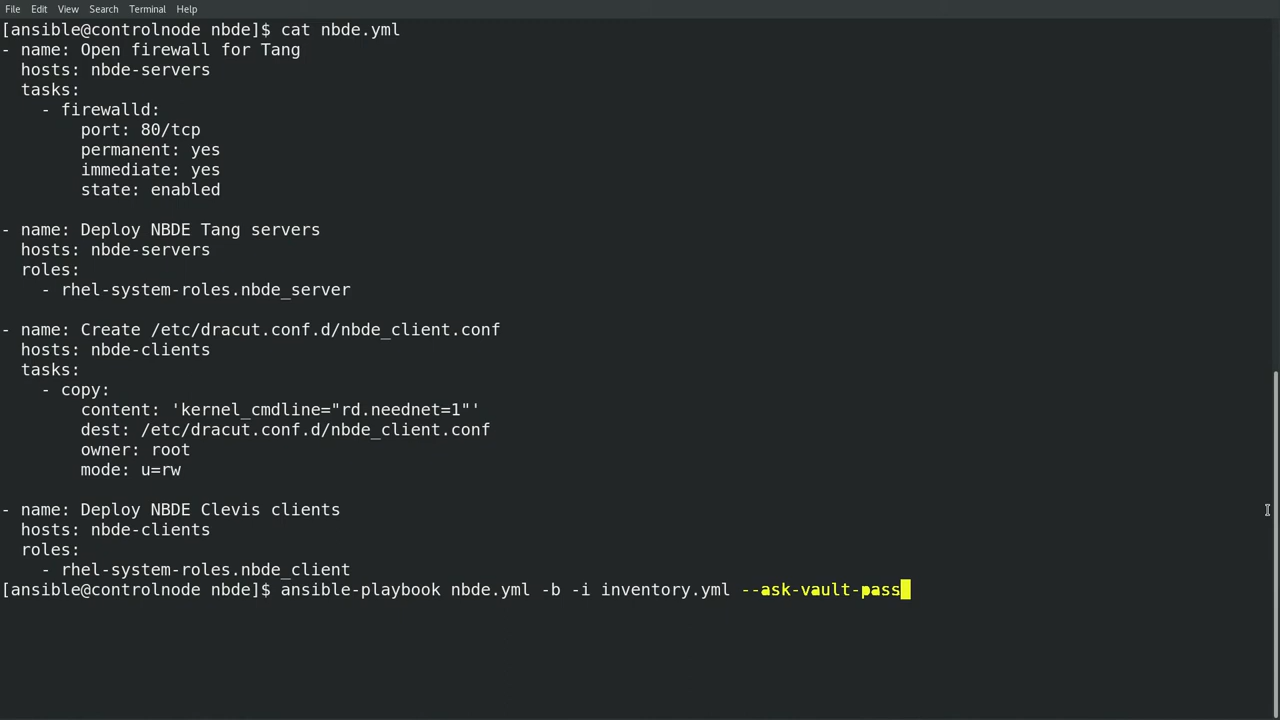 File Edit View Search Terminal Help
[ansible@controlnode nbde]$ cat nbde.yml
- name: Open firewall for Tang
  hosts: nbde-servers
  tasks:
    - firewalld:
        port: 80/tcp
        permanent: yes
        immediate: yes
        state: enabled

- name: Deploy NBDE Tang servers
  hosts: nbde-servers
  roles:
    - rhel-system-roles.nbde_server

- name: Create /etc/dracut.conf.d/nbde_client.conf
  hosts: nbde-clients
  tasks:
    - copy:
        content: 'kernel_cmdline="rd.neednet=1"'
        dest: /etc/dracut.conf.d/nbde_client.conf
        owner: root
        mode: u=rw

- name: Deploy NBDE Clevis clients
  hosts: nbde-clients
  roles:
    - rhel-system-roles.nbde_client
[ansible@controlnode nbde]$ ansible-playbook nbde.yml -b -i inventory.yml --ask-vault-pass